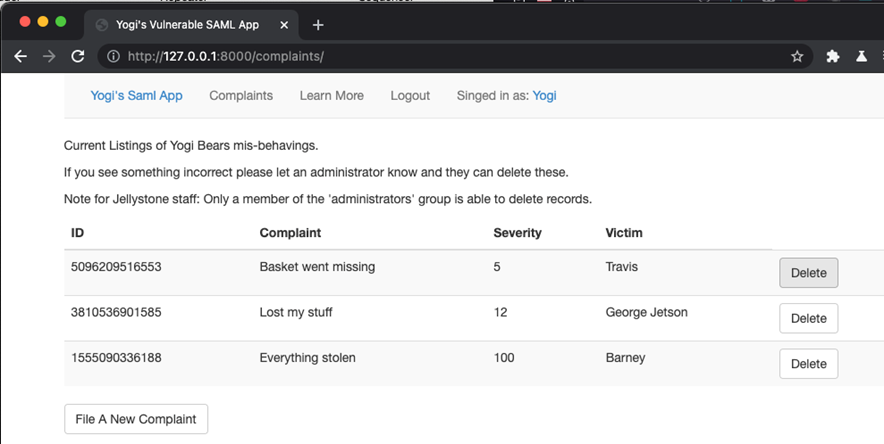 Yogi's Vulnerable SAML App
http://127.0.0.1:8000/complaints/
Yogi's Saml App Complaints Learn More Logout Singed in as: Yogi
Current Listings of Yogi Bears mis-behavings.
If you see something incorrect please let an administrator know and they can delete these.
Note for Jellystone staff: Only a member of the 'administrators' group is able to delete records.
ID Complaint Severity Victim
5096209516553 Basket went missing 5 Travis Delete
3810536901585 Lost my stuff 12 George Jetson Delete
1555090336188 Everything stolen 100 Barney Delete
File A New Complaint